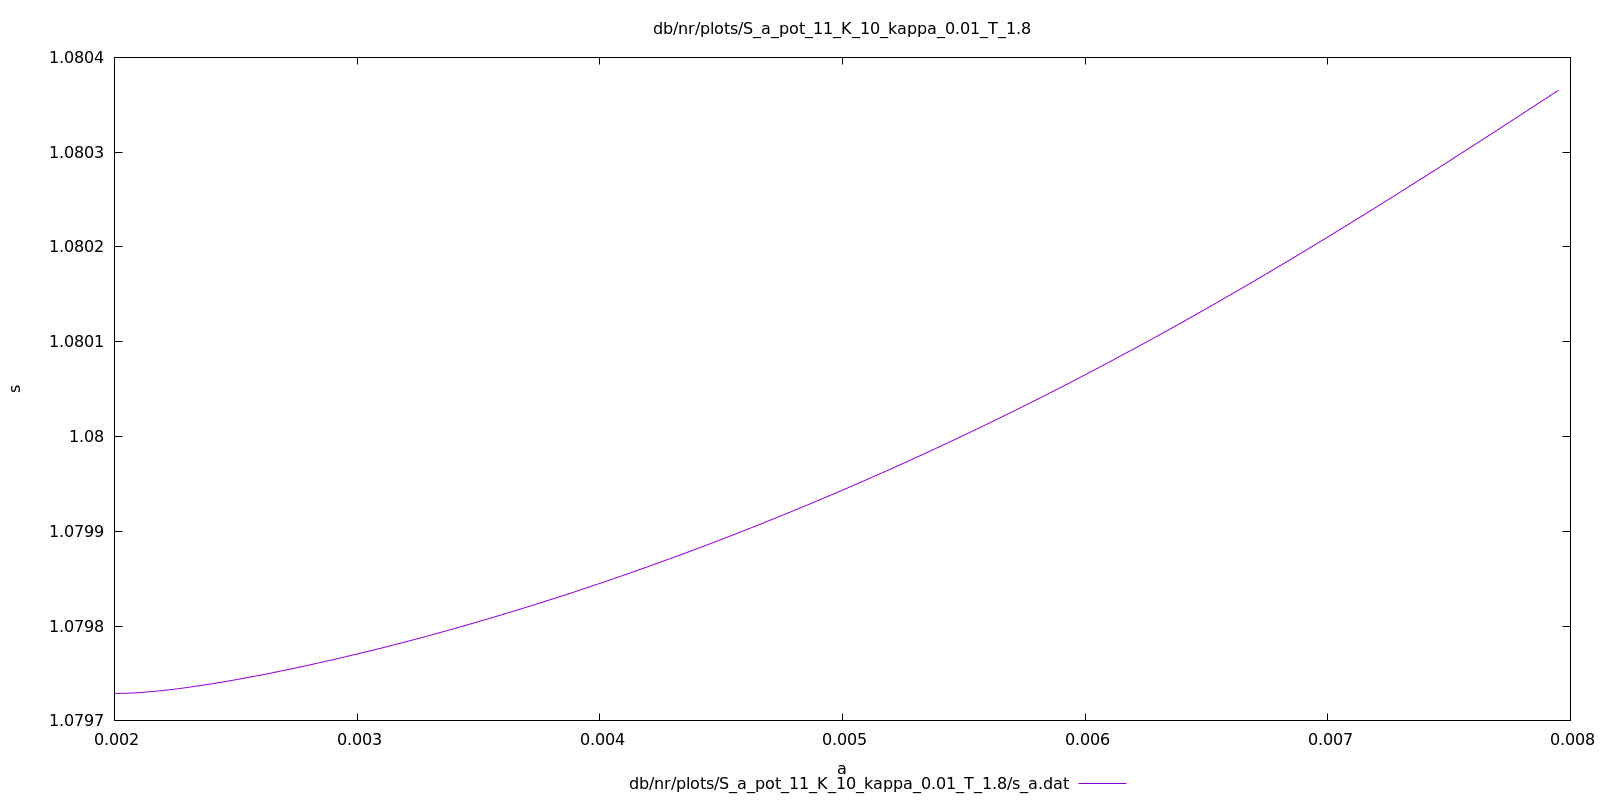 db/nr/plots/S_a_pot_11_K_10_kappa_0.01_T_1.8
1.0804
1.0803
1.0802
1.0801
1.08
1.0799
1.0798
1.0797
s
0.002 0.003 0.004 0.005 0.006 0.007 0.008
a
db/nr/plots/S_a_pot_11_K_10_kappa_0.01_T_1.8/s_a.dat